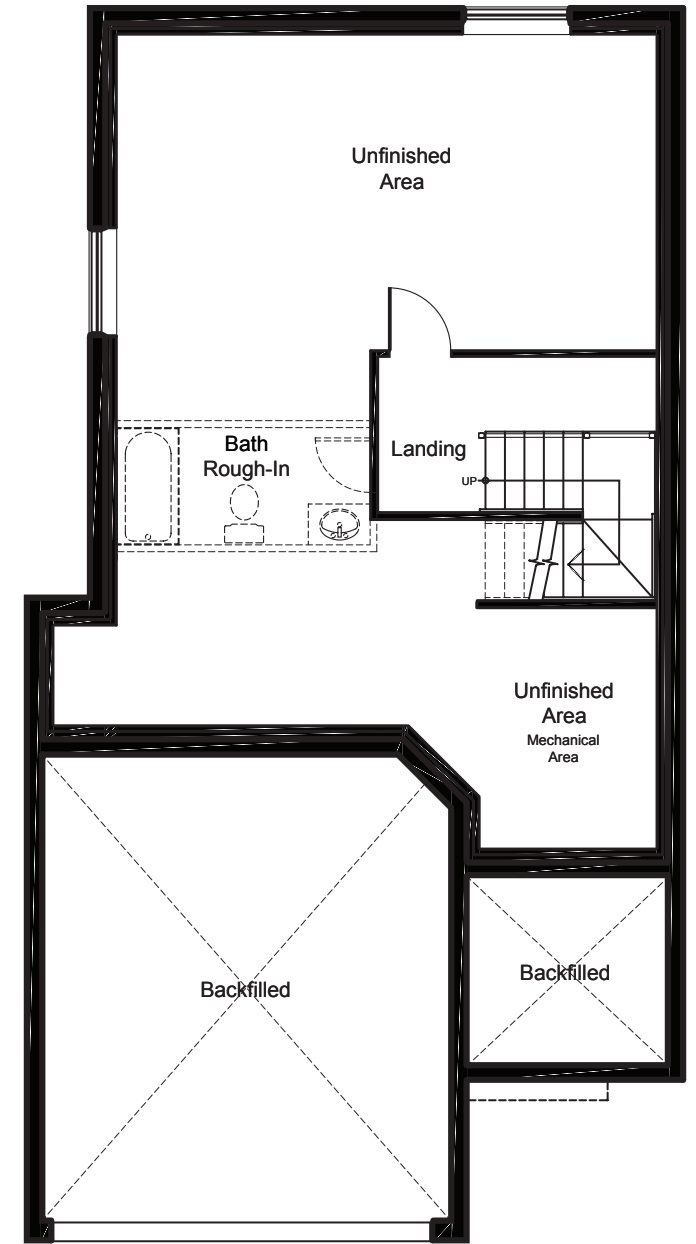 Unfinished
Area
Bath
Rough-In
Landing
UP
Unfinished
Area
Mechanical
Area
Backfilled
Backfilled